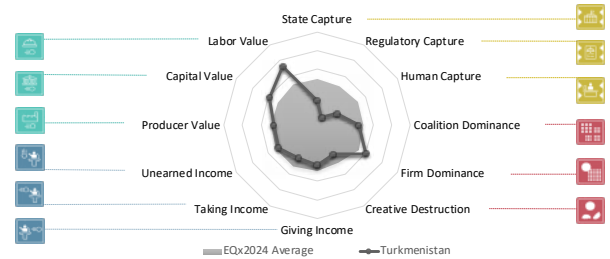 State Capture
Labor Value
Regulatory Capture
Capital Value
Human Capture
Producer Value
Coalition Dominance
Unearned Income
Firm Dominance
Taking Income
Creative Destruction
Giving Income
EQx2024 Average
Turkmenistan